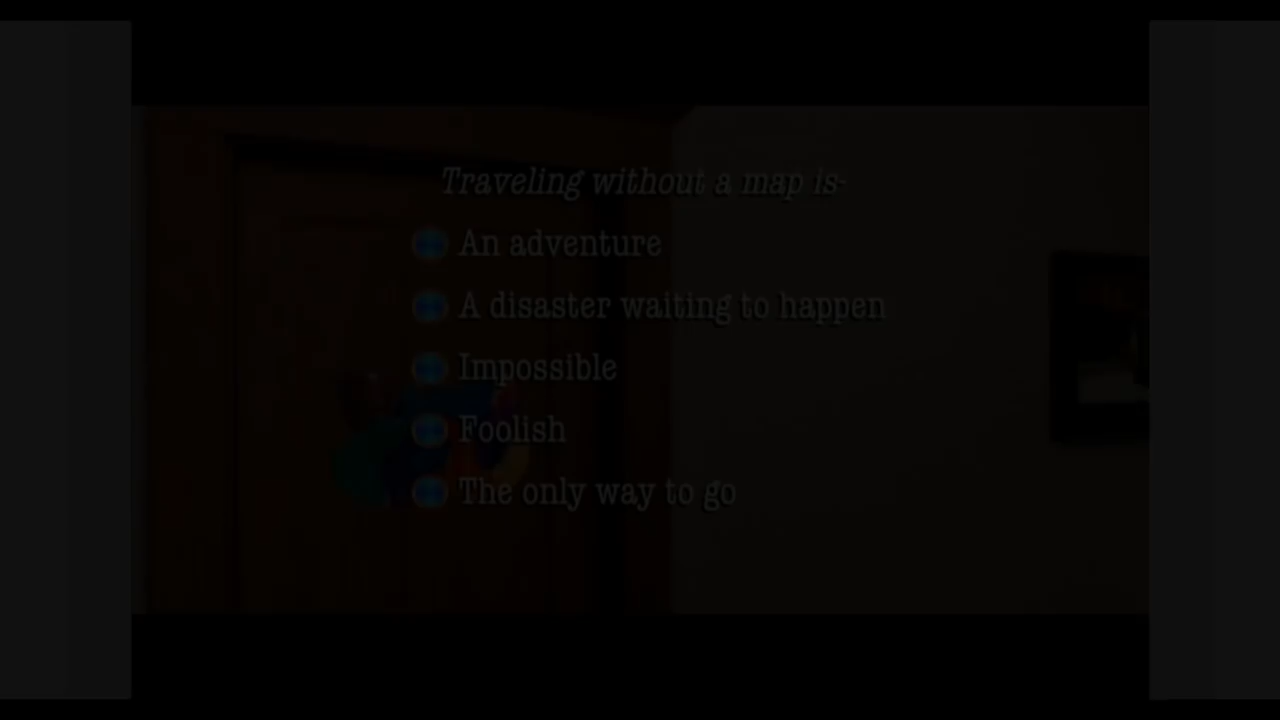 Traveling without a map is-
An adventure
A disaster waiting to happen
Impossible
Foolish
The only way to go